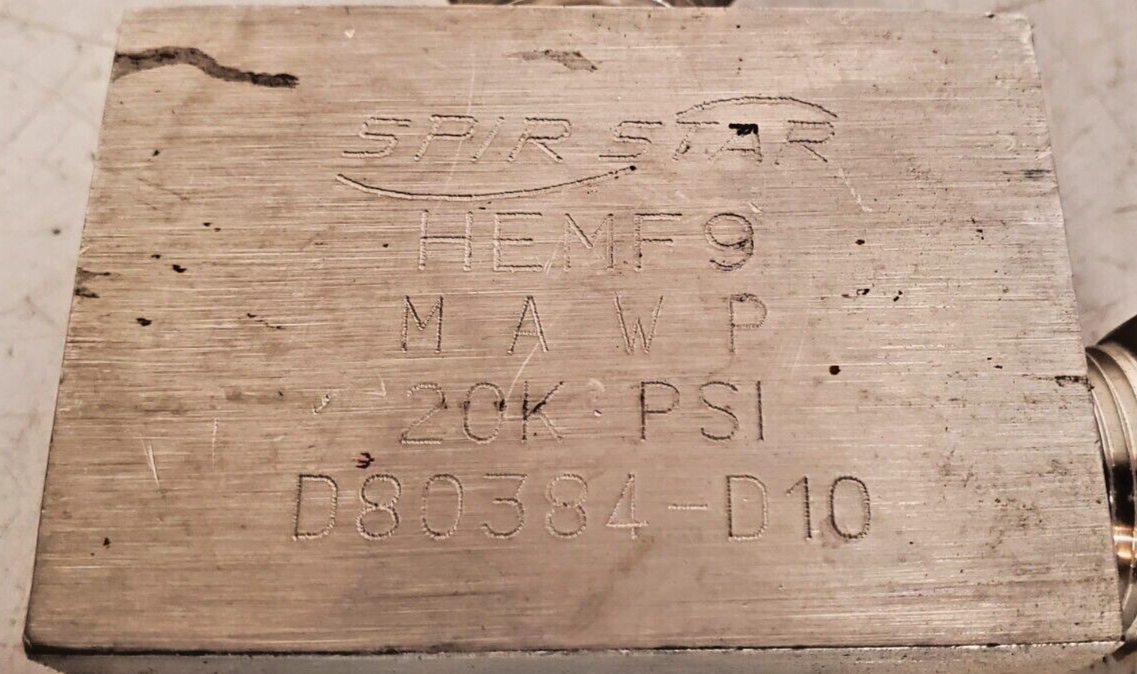 SPIR STAR
HEMF9
M A W P
20K PSI
D80384-D10